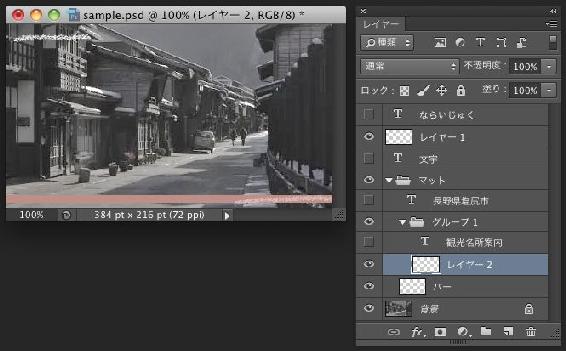 sample.psd @ 100% (レイヤー 2, RGB/8) *
100%
384 pt x 216 pt (72 ppi)
レイヤー
種類
通常
不透明度: 100%
ロック:
塗り: 100%
T ならいじゅく
レイヤー 1
T 文字
マット
T 長野県塩尻市
グループ 1
T 観光名所案内
レイヤー 2
バー
背景
fx